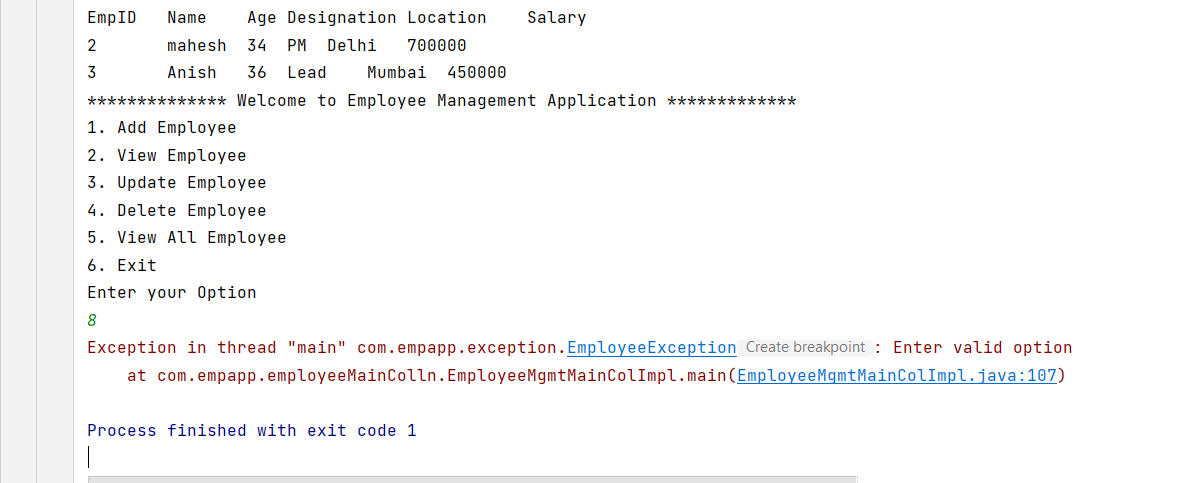 EmpID Name Age Designation Location Salary
2 mahesh 34 PM Delhi 700000
3 Anish 36 Lead Mumbai 450000
************** Welcome to Employee Management Application *************
1. Add Employee
2. View Employee
3. Update Employee
4. Delete Employee
5. View All Employee
6. Exit
Enter your Option
8
Exception in thread "main" com.empapp.exception.EmployeeException Create breakpoint : Enter valid option
at com.empapp.employeeMainColln.EmployeeMgmtMainColImpl.main(EmployeeMgmtMainColImpl.java:107)
Process finished with exit code 1